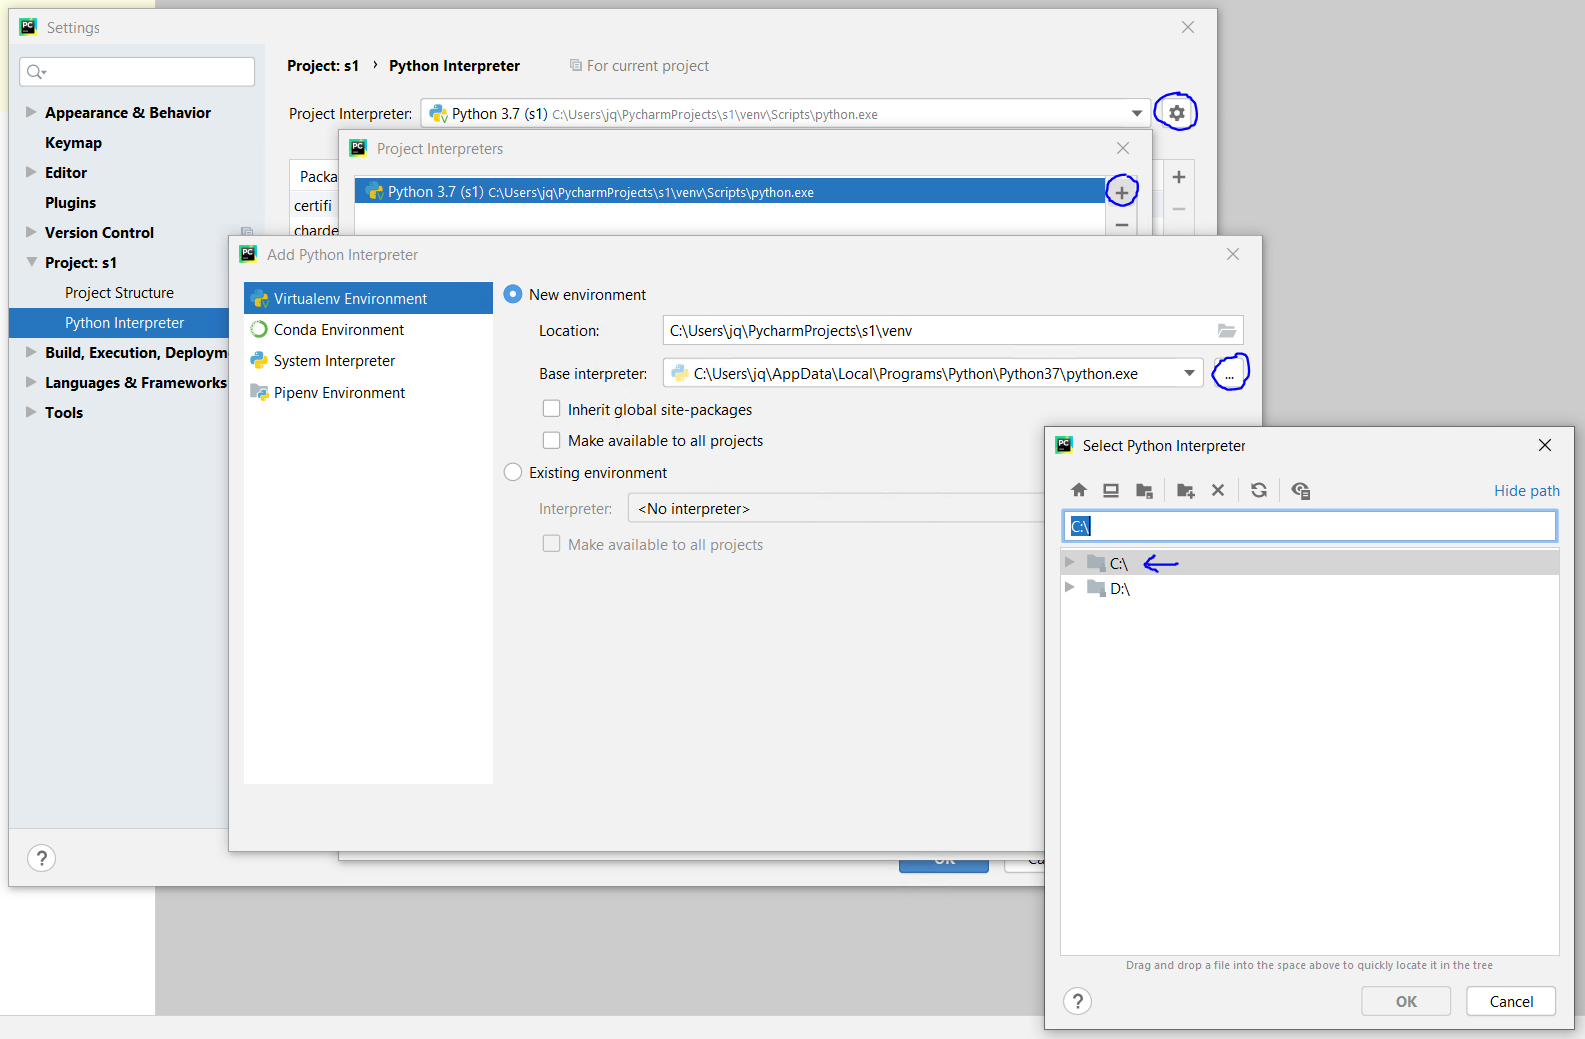 Settings
Project: s1 › Python Interpreter
For current project
Appearance & Behavior
Keymap
Editor
Plugins
Version Control
Project: s1
Project Structure
Python Interpreter
Build, Execution, Deploym
Languages & Frameworks
Tools
?
Project Interpreter: Python 3.7 (s1) C:\Users\jq\PycharmProjects\s1\venv\Scripts\python.exe
Packa
certifi
charde
Project Interpreters
Python 3.7 (s1) C:\Users\jq\PycharmProjects\s1\venv\Scripts\python.exe
Add Python Interpreter
Virtualenv Environment
Conda Environment
System Interpreter
Pipenv Environment
New environment
Location: C:\Users\jq\PycharmProjects\s1\venv
Base interpreter: C:\Users\jq\AppData\Local\Programs\Python\Python37\python.exe
...
Inherit global site-packages
Make available to all projects
Existing environment
Interpreter: <No interpreter>
Make available to all projects
OK
Ca
Select Python Interpreter
Hide path
C:\
C:\
D:\
Drag and drop a file into the space above to quickly locate it in the tree
?
OK
Cancel